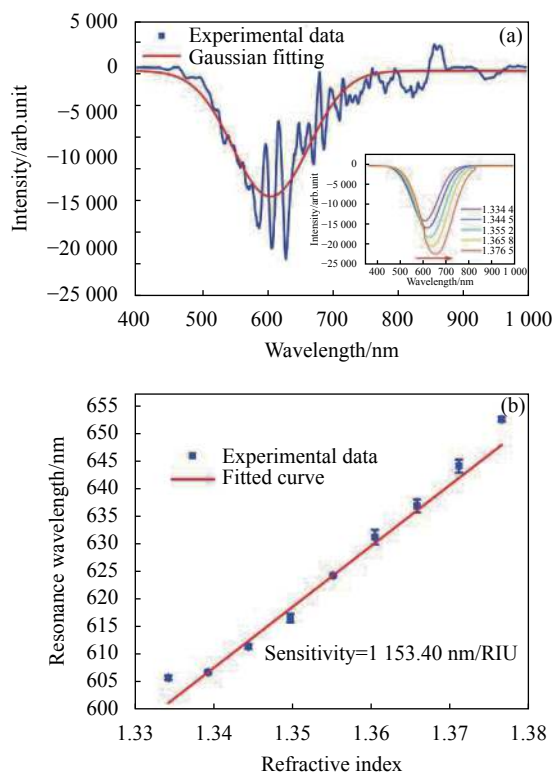 5 000
(a)
Experimental data
Gaussian fitting
0
−5 000
−10 000
−15 000
−20 000
−25 000
Intensity/arb.unit
400 500 600 700 800 900 1 000
Wavelength/nm
0
−5 000
−10 000
−15 000
−20 000
−25 000
Intensity/arb.unit
1.334 4
1.344 5
1.355 2
1.365 8
1.376 5
400 500 600 700 800 900 1 000
Wavelength/nm
(b)
655
650
645
640
635
630
625
620
615
610
605
600
Resonance wavelength/nm
Experimental data
Fitted curve
Sensitivity=1 153.40 nm/RIU
1.33 1.34 1.35 1.36 1.37 1.38
Refractive index